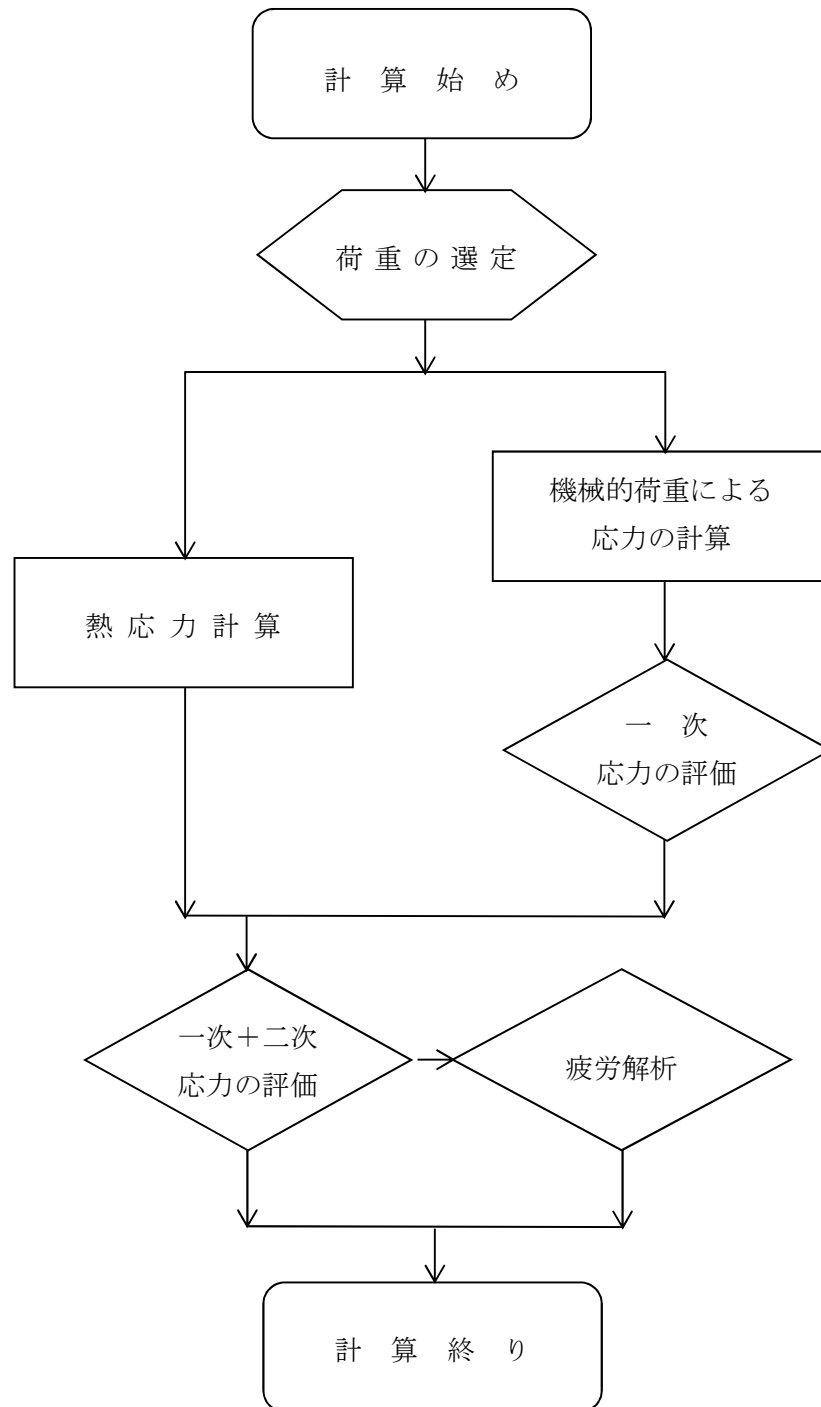 計算始め
荷重の選定
機械的荷重による
応力の計算
熱応力計算
一次
応力の評価
一次＋二次
応力の評価
疲労解析
計算終り